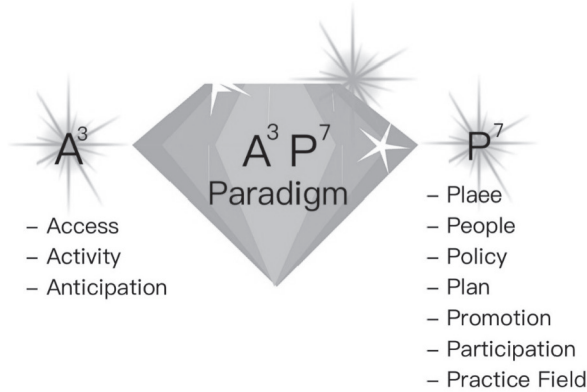 A³
– Access
– Activity
– Anticipation
A³ P⁷
Paradigm
P⁷
– Plaee
– People
– Policy
– Plan
– Promotion
– Participation
– Practice Field